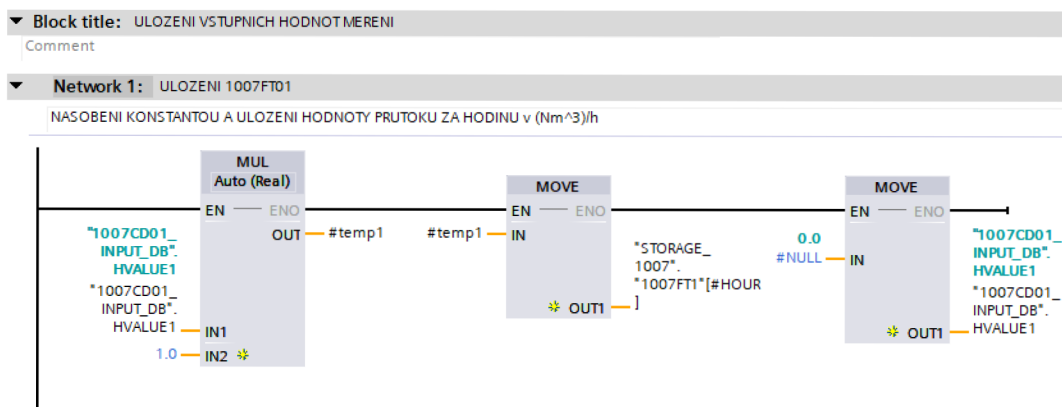 Block title: ULOZENI VSTUPNICH HODNOT MERENI
Comment
Network 1: ULOZENI 1007FT01
NASOBENI KONSTANTOU A ULOZENI HODNOTY PRUTOKU ZA HODINU v (Nm^3)/h
MUL
Auto (Real)
EN ENO
"1007CD01_
INPUT_DB".
HVALUE1
"1007CD01_
INPUT_DB".
HVALUE1
IN1
1.0
IN2
OUT
#temp1
MOVE
EN ENO
#temp1
IN
OUT1
"STORAGE_
1007".
"1007FT1"[#HOUR
]
MOVE
EN ENO
0.0
#NULL
IN
OUT1
"1007CD01_
INPUT_DB".
HVALUE1
"1007CD01_
INPUT_DB".
HVALUE1